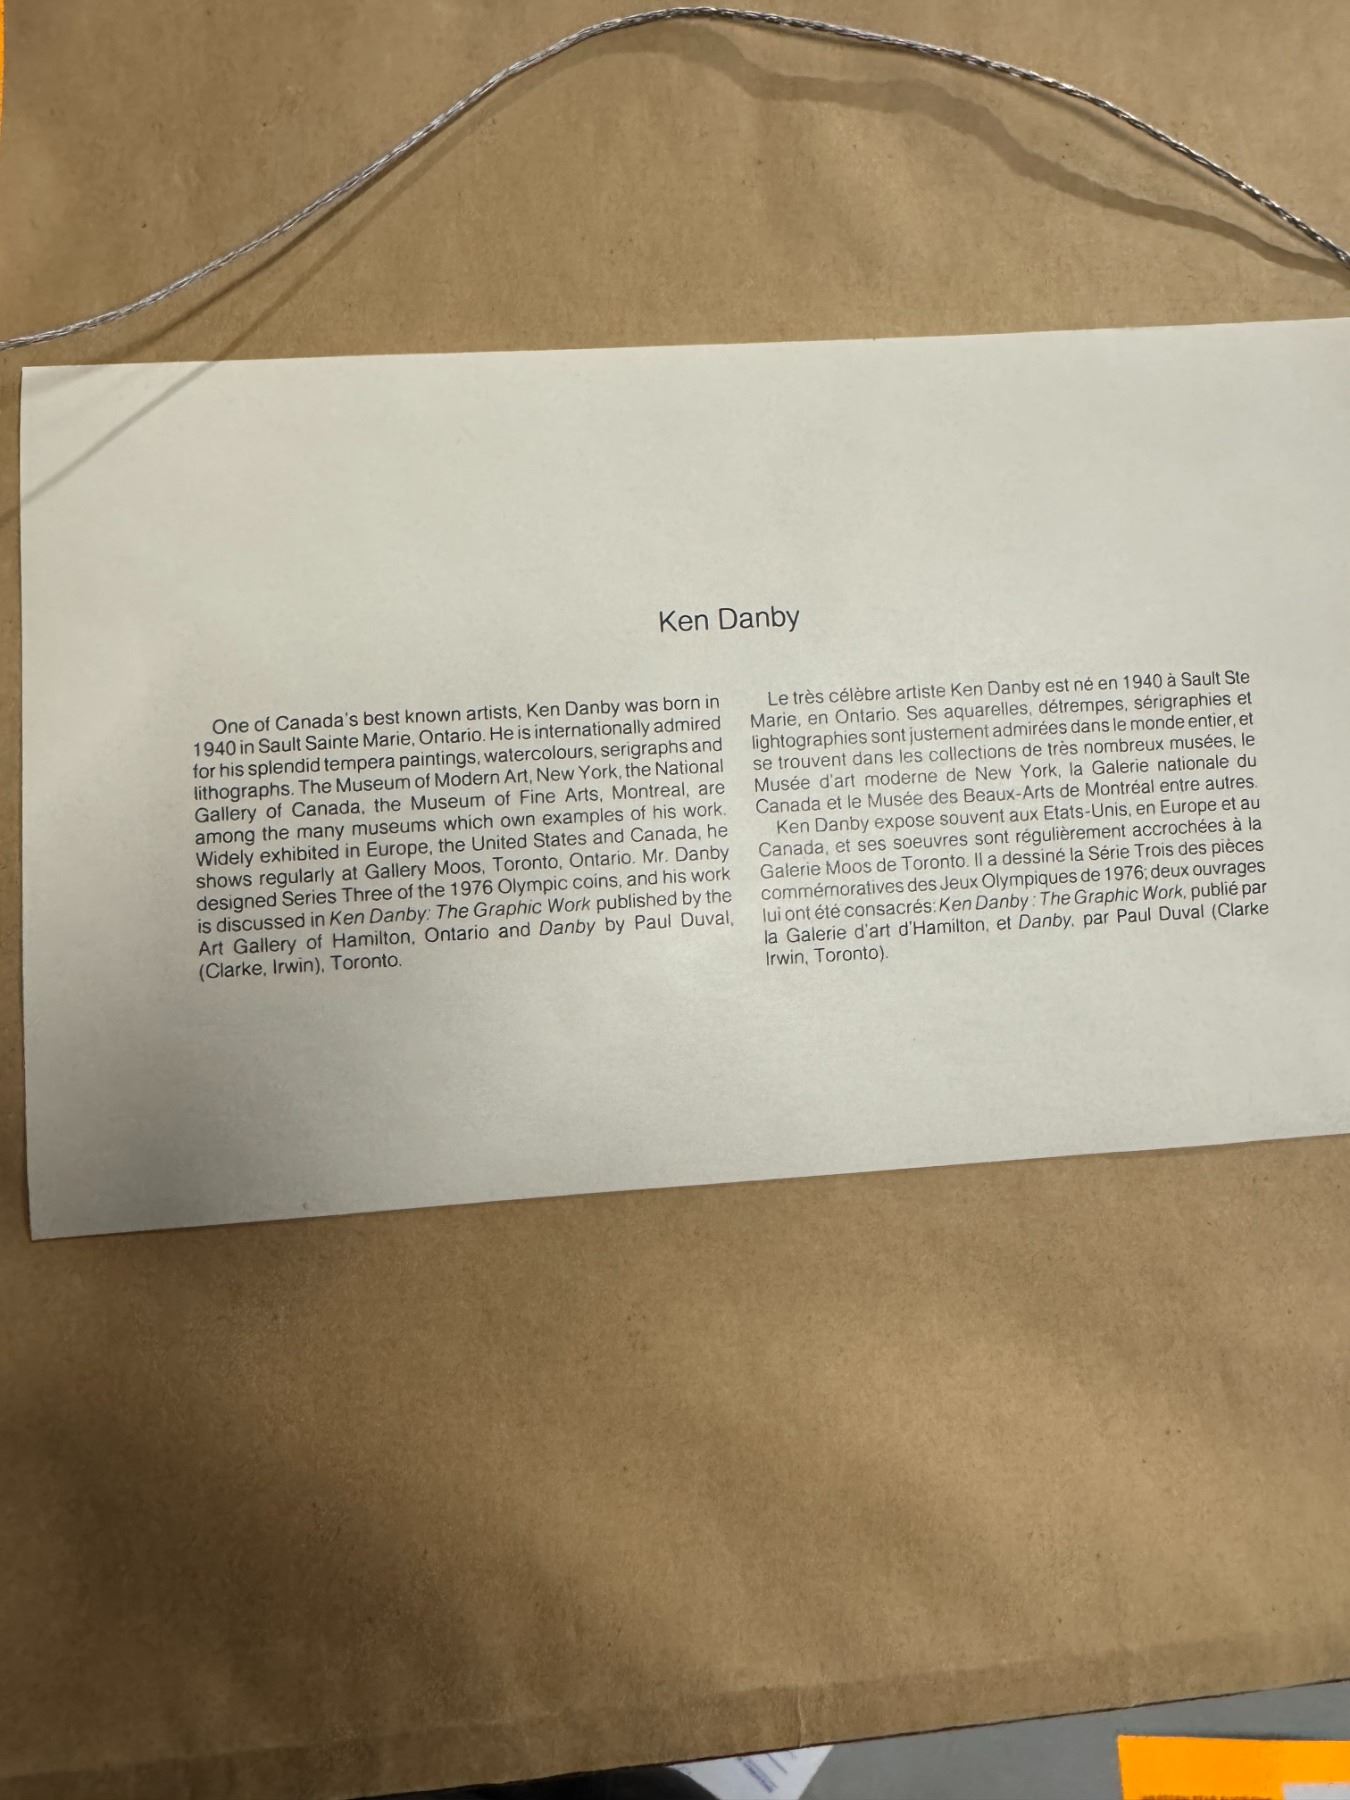 Ken Danby
One of Canada's best known artists, Ken Danby was born in
1940 in Sault Sainte Marie, Ontario. He is internationally admired
for his splendid tempera paintings, watercolours, serigraphs and
lithographs. The Museum of Modern Art, New York, the National
Gallery of Canada, the Museum of Fine Arts, Montreal, are
among the many museums which own examples of his work.
Widely exhibited in Europe, the United States and Canada, he
shows regularly at Gallery Moos, Toronto, Ontario. Mr. Danby
designed Series Three of the 1976 Olympic coins, and his work
is discussed in Ken Danby: The Graphic Work published by the
Art Gallery of Hamilton, Ontario and Danby by Paul Duval,
(Clarke, Irwin), Toronto.
Le très célèbre artiste Ken Danby est né en 1940 à Sault Ste
Marie, en Ontario. Ses aquarelles, détrempes, sérigraphies et
lightographies sont justement admirées dans le monde entier, et
se trouvent dans les collections de très nombreux musées, le
Musée d'art moderne de New York, la Galerie nationale du
Canada et le Musée des Beaux-Arts de Montréal entre autres.
Ken Danby expose souvent aux Etats-Unis, en Europe et au
Canada, et ses soeuvres sont régulièrement accrochées à la
Galerie Moos de Toronto. Il a dessiné la Série Trois des pièces
commémoratives des Jeux Olympiques de 1976; deux ouvrages
lui ont été consacrés: Ken Danby : The Graphic Work, publié par
la Galerie d'art d'Hamilton, et Danby, par Paul Duval (Clarke
Irwin, Toronto).